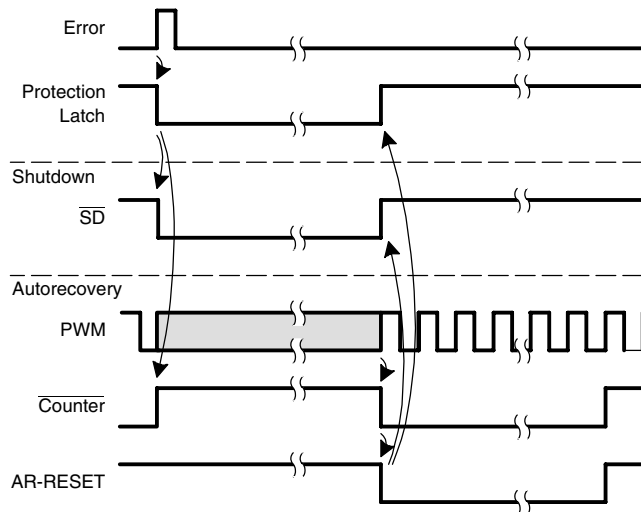 Error
Protection
Latch
Shutdown
SD
Autorecovery
PWM
Counter
AR-RESET